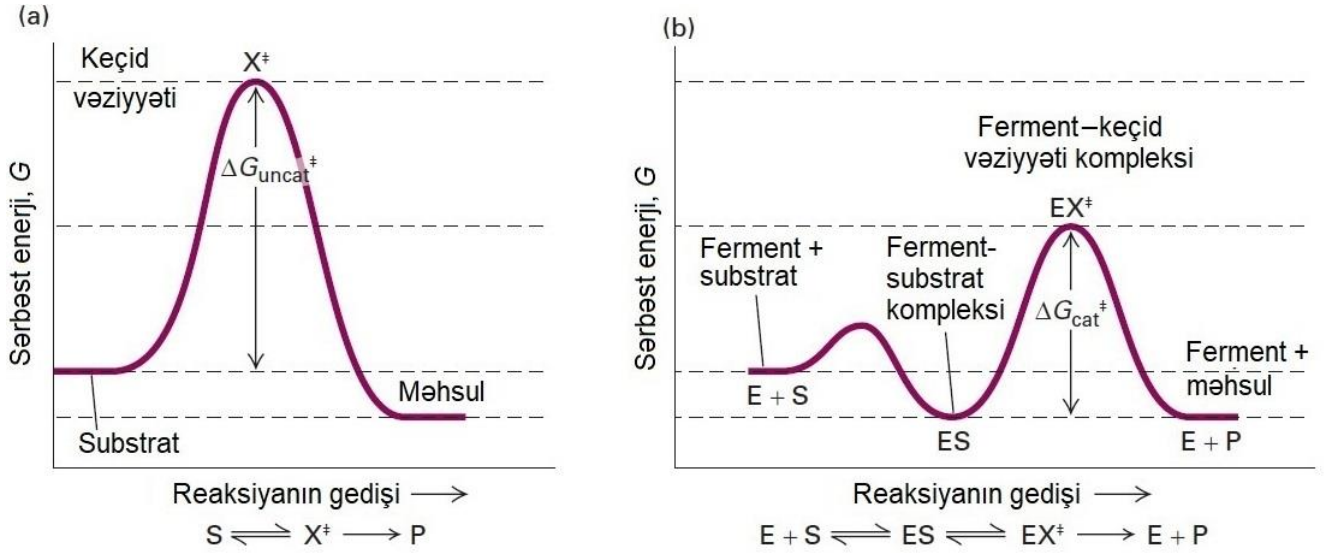 (a)
Keçid
vəziyyəti
X‡
ΔGuncat‡
Sərbəst enerji, G
Məhsul
Substrat
Reaksiyanın gedişi ⟶
S ⇌ X‡ ⟶ P
(b)
Ferment–keçid
vəziyyəti kompleksi
EX‡
Ferment +
substrat
Ferment-
substrat
kompleksi
ΔGcat‡
Sərbəst enerji, G
Ferment +
məhsul
E + S
ES
E + P
Reaksiyanın gedişi ⟶
E + S ⇌ ES ⇌ EX‡ ⟶ E + P